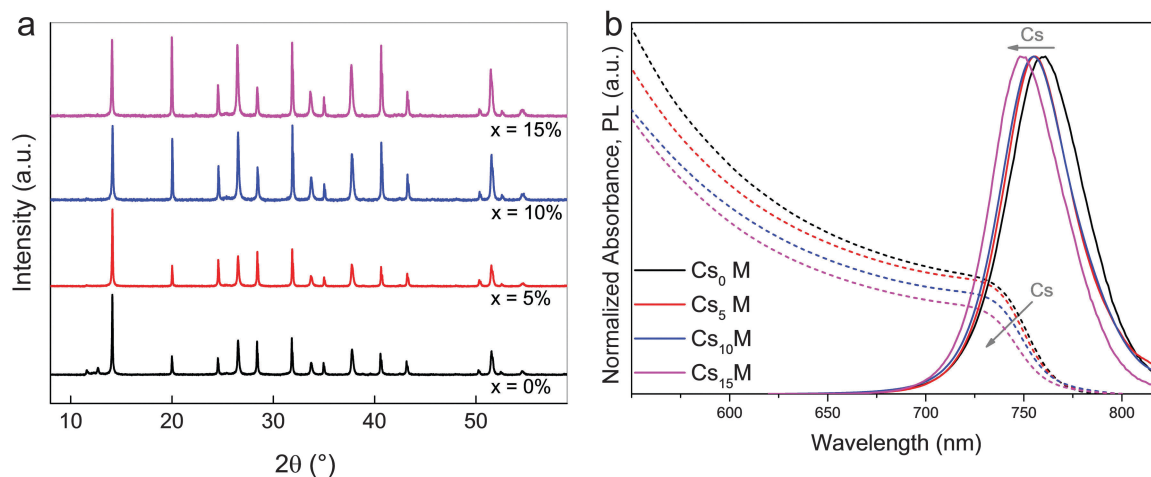 a
Intensity (a.u.)
x = 15%
x = 10%
x = 5%
x = 0%
10 20 30 40 50
2θ (°)
b
Normalized Absorbance, PL (a.u.)
Cs
Cs
Cs₀ M
Cs₅ M
Cs₁₀M
Cs₁₅M
600 650 700 750 800
Wavelength (nm)